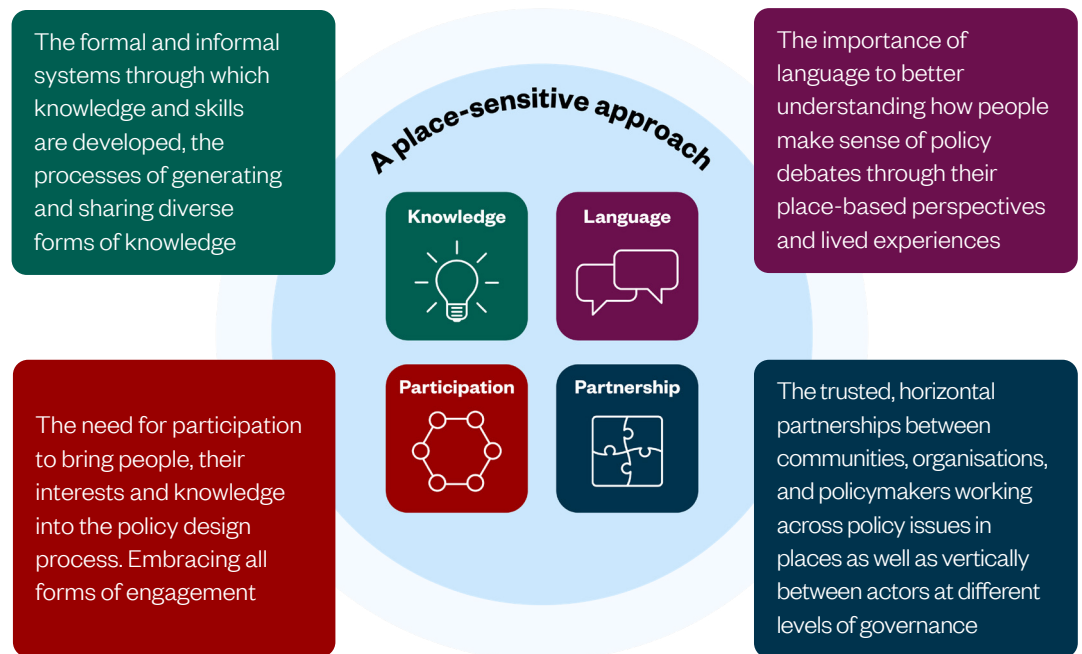 The formal and informal
systems through which
knowledge and skills
are developed, the
processes of generating
and sharing diverse
forms of knowledge
A place-sensitive approach
The importance of
language to better
understanding how people
make sense of policy
debates through their
place-based perspectives
and lived experiences
Knowledge
Language
Participation
Partnership
The need for participation
to bring people, their
interests and knowledge
into the policy design
process. Embracing all
forms of engagement
The trusted, horizontal
partnerships between
communities, organisations,
and policymakers working
across policy issues in
places as well as vertically
between actors at different
levels of governance